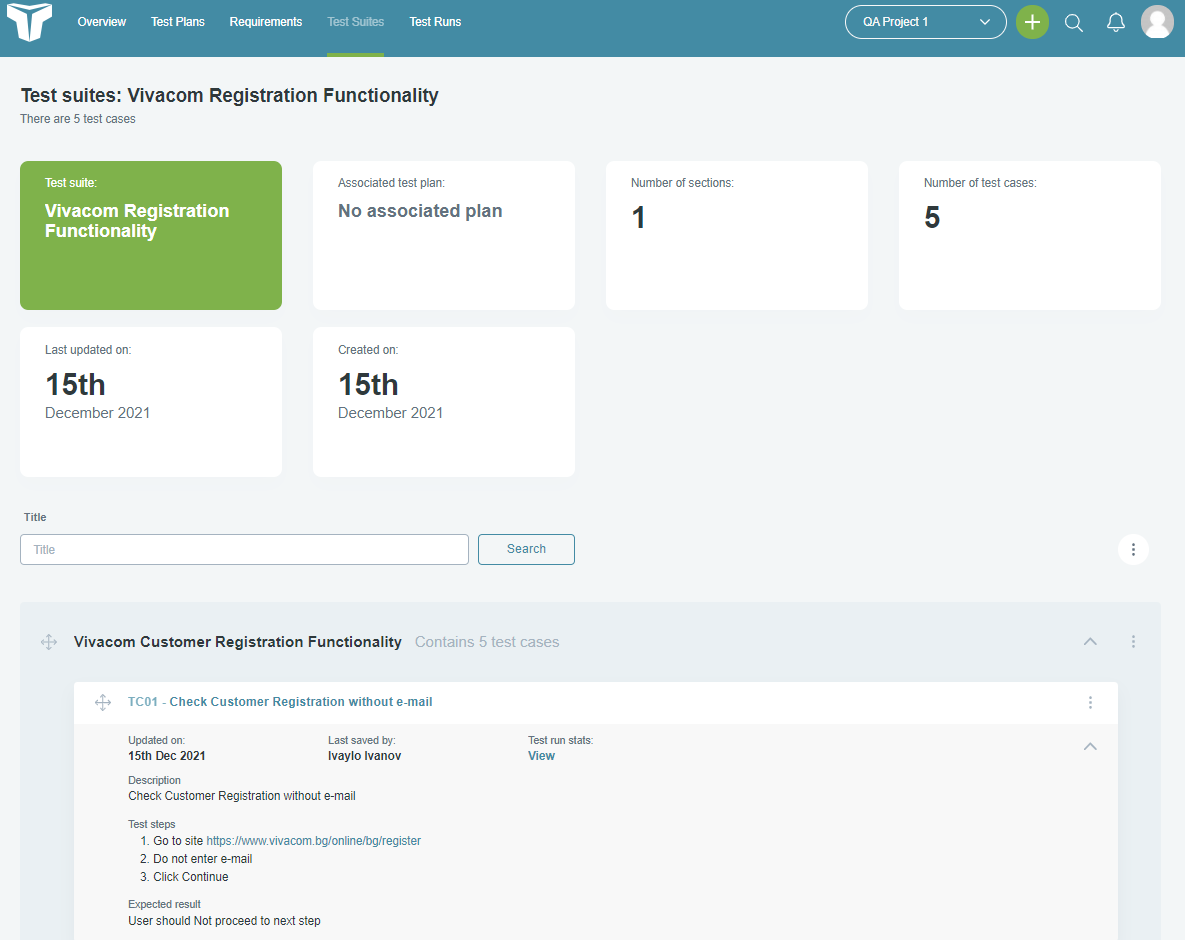 Overview Test Plans Requirements Test Suites Test Runs QA Project 1
Test suites: Vivacom Registration Functionality
There are 5 test cases
Test suite:
Vivacom Registration
Functionality
Associated test plan:
No associated plan
Number of sections:
1
Number of test cases:
5
Last updated on:
15th
December 2021
Created on:
15th
December 2021
Title
Title
Search
Vivacom Customer Registration Functionality Contains 5 test cases
TC01 - Check Customer Registration without e-mail
Updated on:
15th Dec 2021
Last saved by:
Ivaylo Ivanov
Test run stats:
View
Description
Check Customer Registration without e-mail
Test steps
1. Go to site https://www.vivacom.bg/online/bg/register
2. Do not enter e-mail
3. Click Continue
Expected result
User should Not proceed to next step